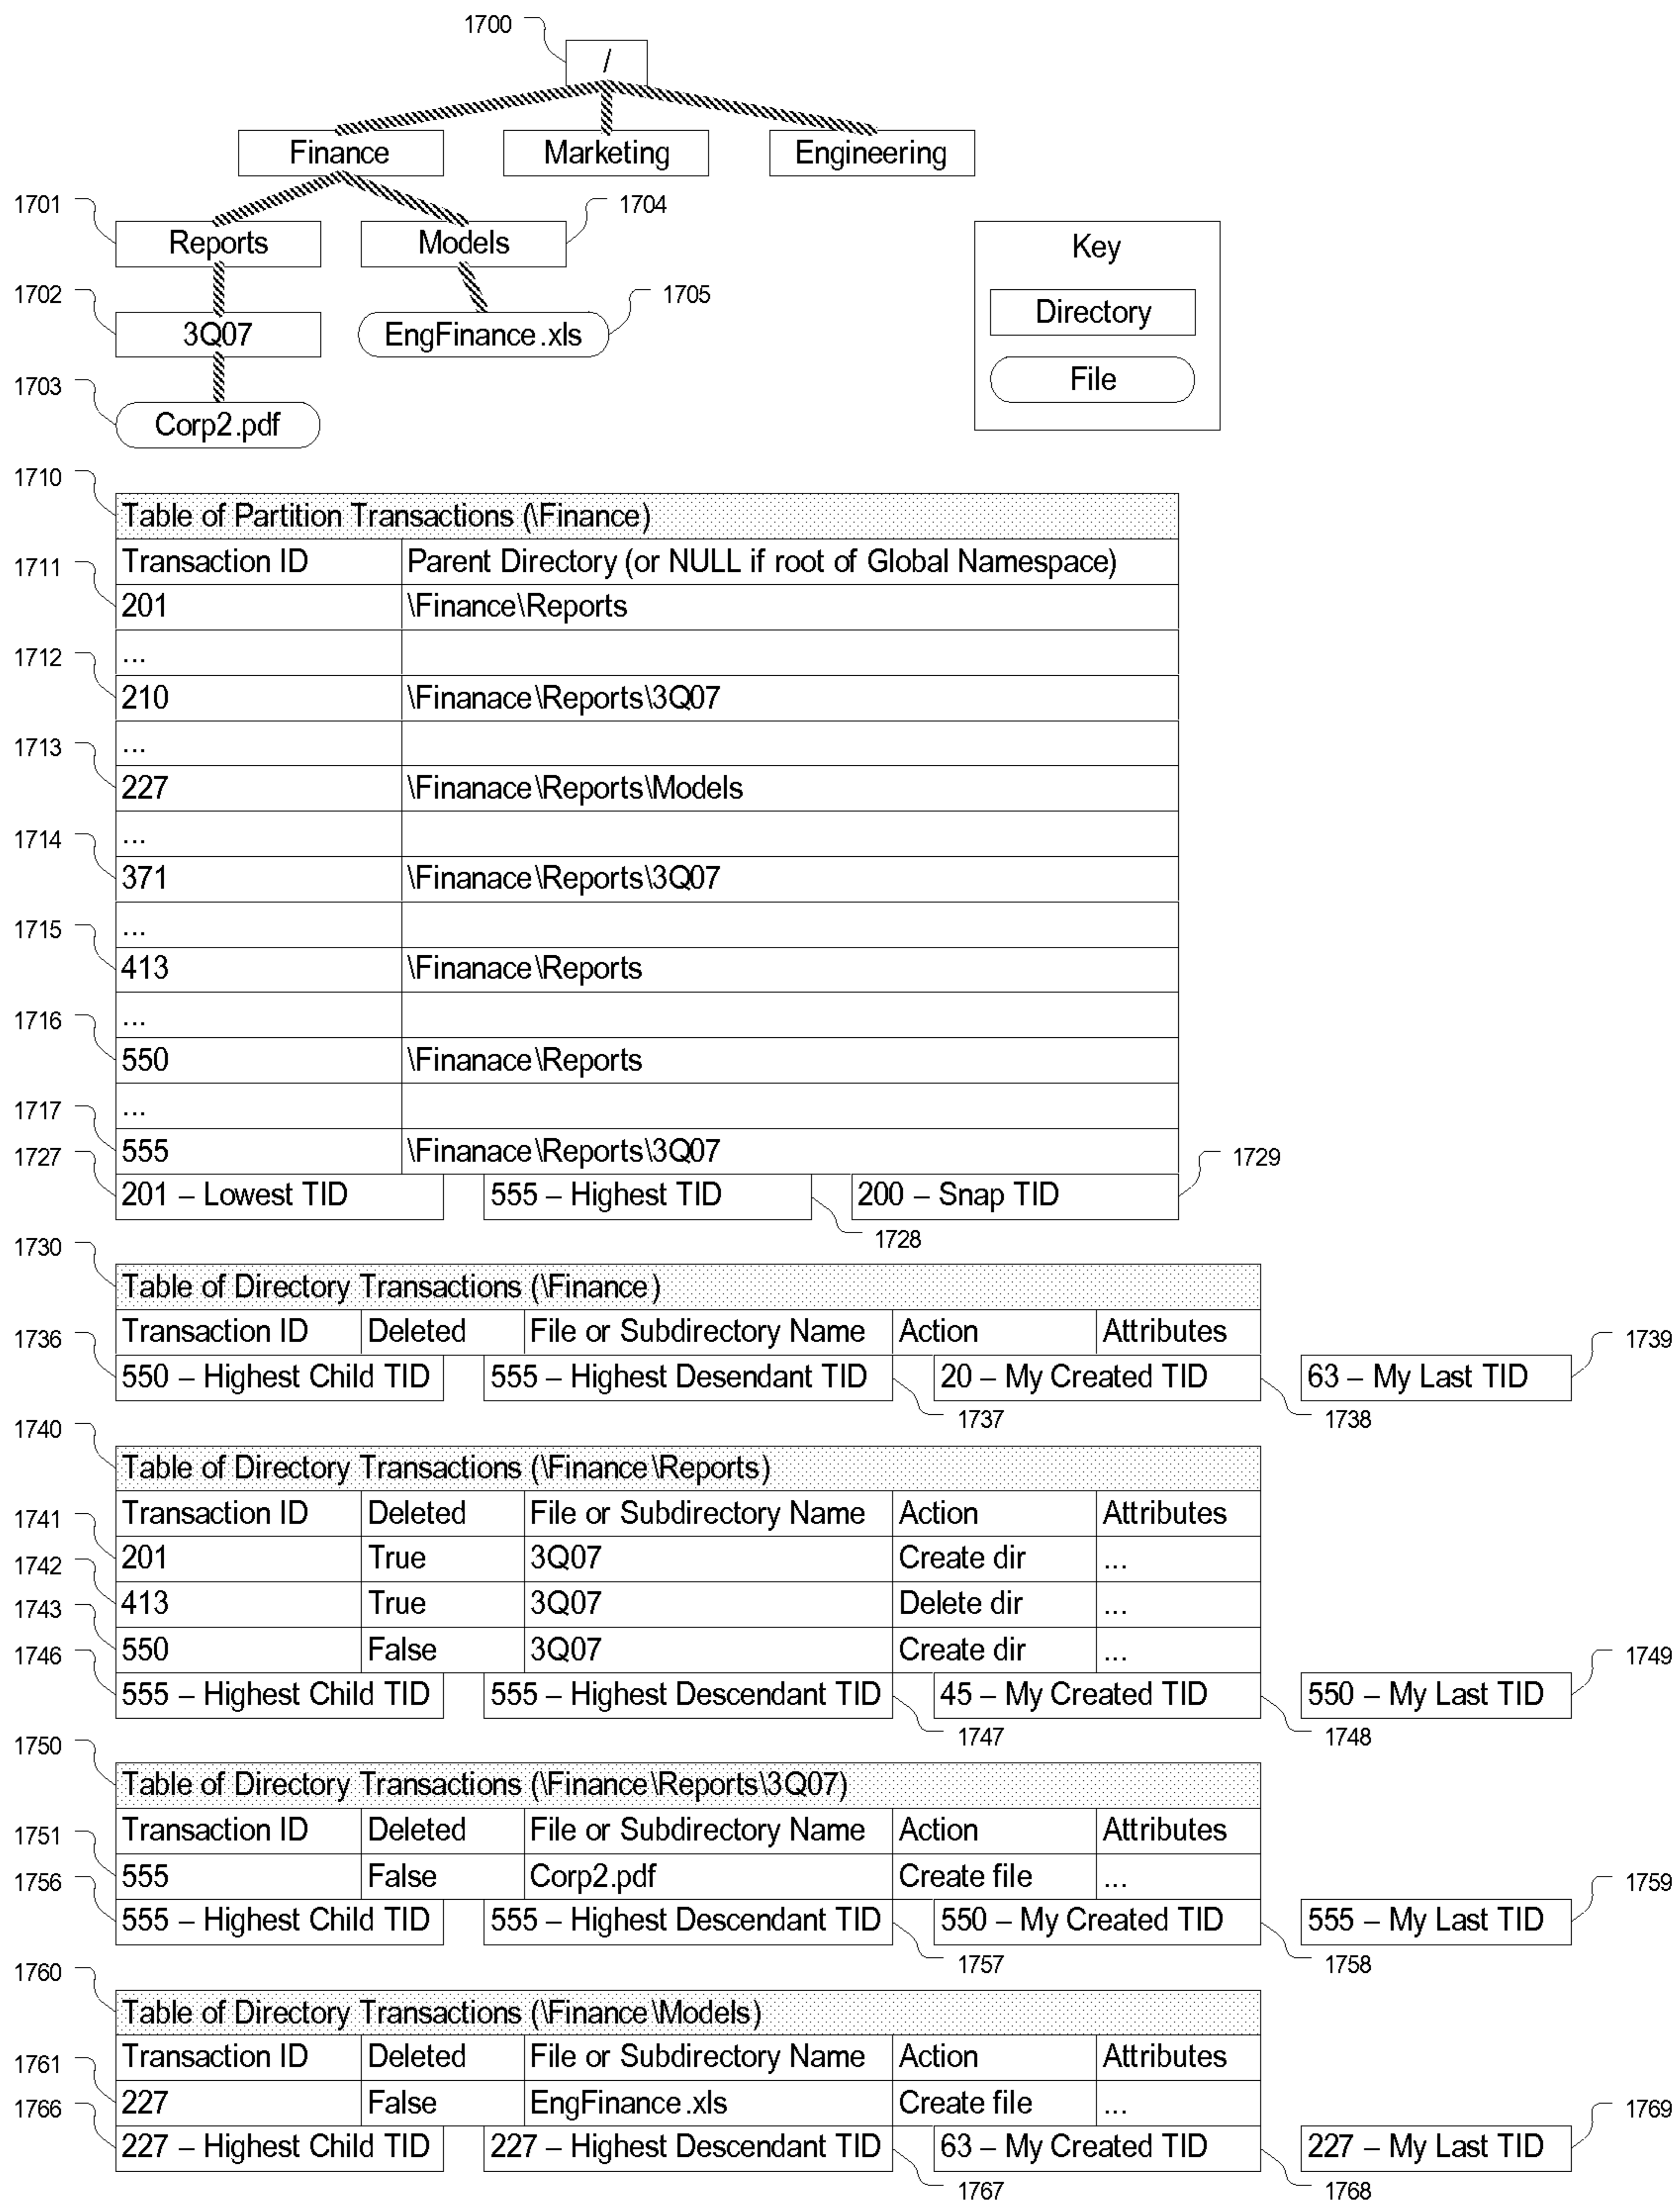 1700
/
Finance Marketing Engineering
1701 1704
Reports Models
Key
1702 1705
3Q07 EngFinance.xls
Directory
1703
File
Corp2.pdf
1710
Table of Partition Transactions (\Finance)
1711 Transaction ID Parent Directory (or NULL if root of Global Namespace)
201 \Finance\Reports
1712 ...
210 \Finanace\Reports\3Q07
1713 ...
227 \Finanace\Reports\Models
1714 ...
371 \Finanace\Reports\3Q07
1715 ...
413 \Finanace\Reports
1716 ...
550 \Finanace\Reports
1717 ...
555 \Finanace\Reports\3Q07
1727 1729
201 – Lowest TID 555 – Highest TID 200 – Snap TID
1728
1730
Table of Directory Transactions (\Finance)
1736 Transaction ID Deleted File or Subdirectory Name Action Attributes 1739
550 – Highest Child TID 555 – Highest Desendant TID 20 – My Created TID 63 – My Last TID
1737 1738
1740
Table of Directory Transactions (\Finance\Reports)
1741 Transaction ID Deleted File or Subdirectory Name Action Attributes
1742 201 True 3Q07 Create dir ...
1743 413 True 3Q07 Delete dir ...
1746 550 False 3Q07 Create dir ... 1749
555 – Highest Child TID 555 – Highest Descendant TID 45 – My Created TID 550 – My Last TID
1747 1748
1750
Table of Directory Transactions (\Finance\Reports\3Q07)
1751 Transaction ID Deleted File or Subdirectory Name Action Attributes
1756 555 False Corp2.pdf Create file ... 1759
555 – Highest Child TID 555 – Highest Descendant TID 550 – My Created TID 555 – My Last TID
1757 1758
1760
Table of Directory Transactions (\Finance\Models)
1761 Transaction ID Deleted File or Subdirectory Name Action Attributes
1766 227 False EngFinance.xls Create file ... 1769
227 – Highest Child TID 227 – Highest Descendant TID 63 – My Created TID 227 – My Last TID
1767 1768